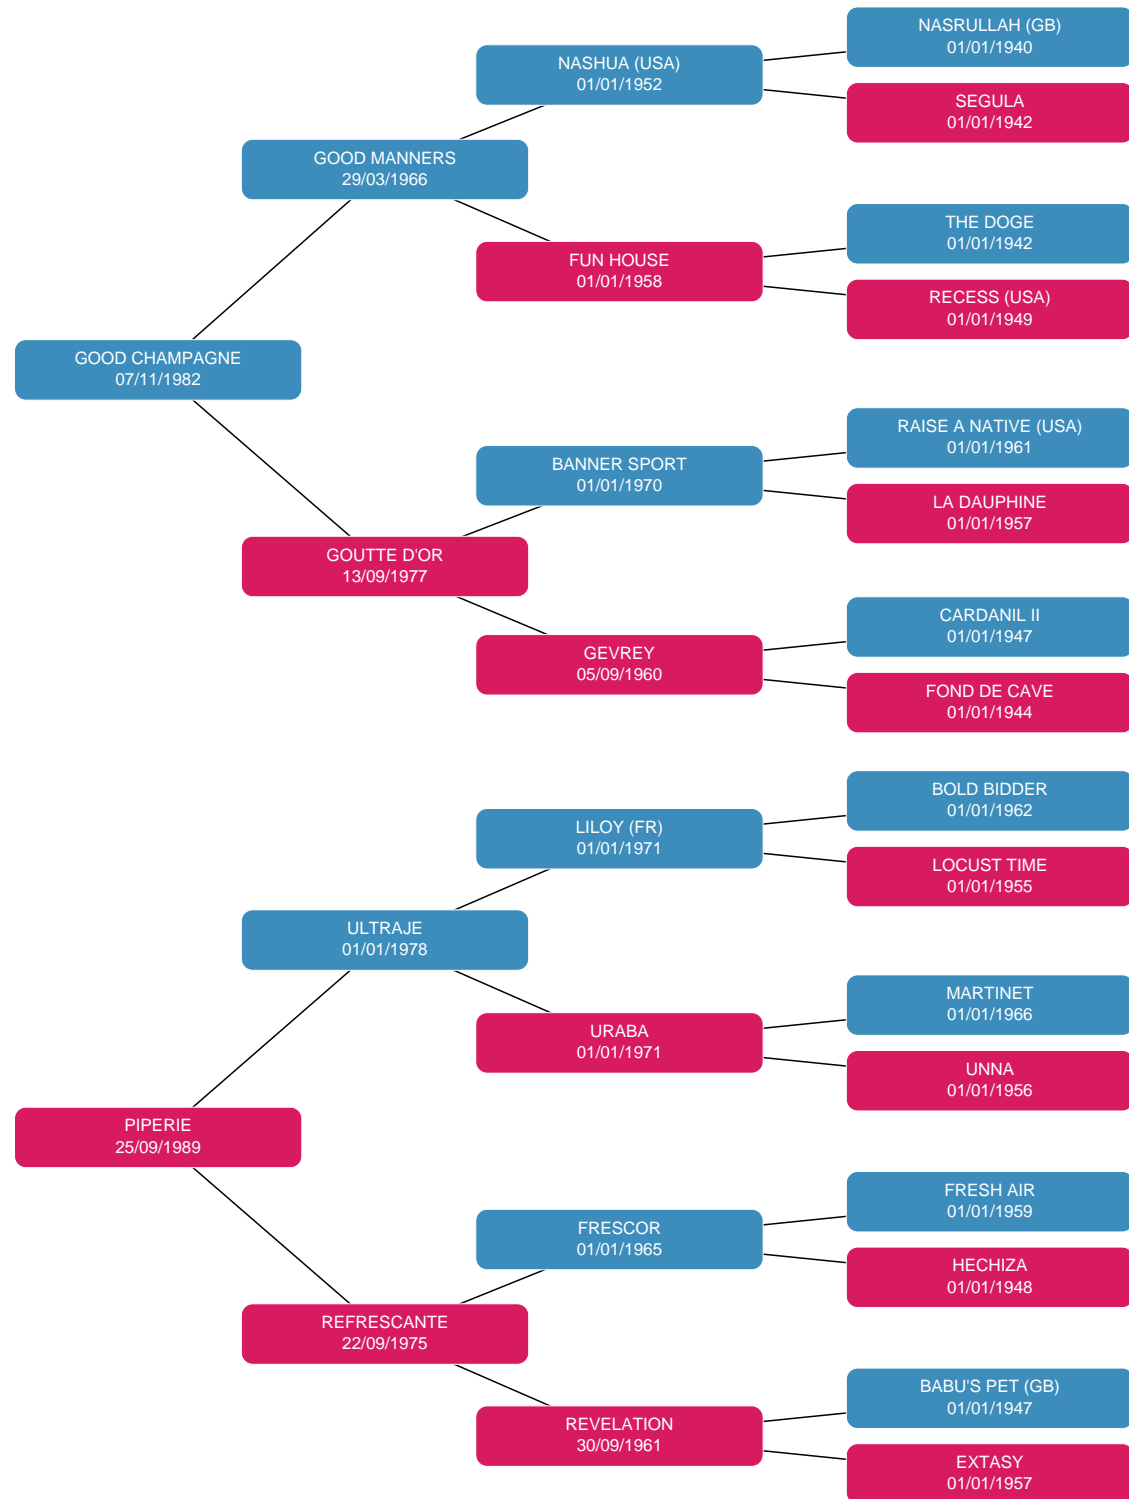 NASRULLAH (GB)
01/01/1940
NASHUA (USA)
01/01/1952
SEGULA
01/01/1942
GOOD MANNERS
29/03/1966
THE DOGE
01/01/1942
FUN HOUSE
01/01/1958
RECESS (USA)
01/01/1949
GOOD CHAMPAGNE
07/11/1982
RAISE A NATIVE (USA)
01/01/1961
BANNER SPORT
01/01/1970
LA DAUPHINE
01/01/1957
GOUTTE D'OR
13/09/1977
CARDANIL II
01/01/1947
GEVREY
05/09/1960
FOND DE CAVE
01/01/1944
BOLD BIDDER
01/01/1962
LILOY (FR)
01/01/1971
LOCUST TIME
01/01/1955
ULTRAJE
01/01/1978
MARTINET
01/01/1966
URABA
01/01/1971
UNNA
01/01/1956
PIPERIE
25/09/1989
FRESH AIR
01/01/1959
FRESCOR
01/01/1965
HECHIZA
01/01/1948
REFRESCANTE
22/09/1975
BABU'S PET (GB)
01/01/1947
REVELATION
30/09/1961
EXTASY
01/01/1957